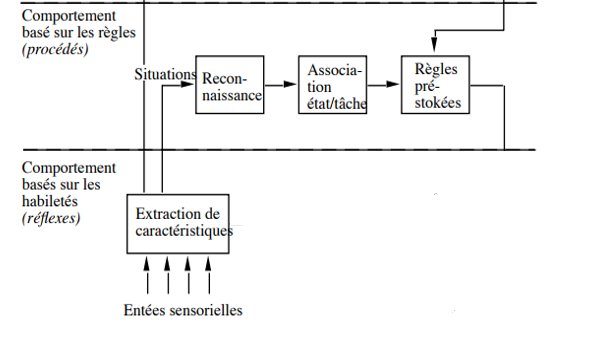 Comportement
basé sur les règles
(procédés)
Situations
Recon-
naissance
Associa-
tion
état/tâche
Règles
pré-
stokées
Comportement
basés sur les
habiletés
(réflexes)
Extraction de
caractéristiques
Entées sensorielles